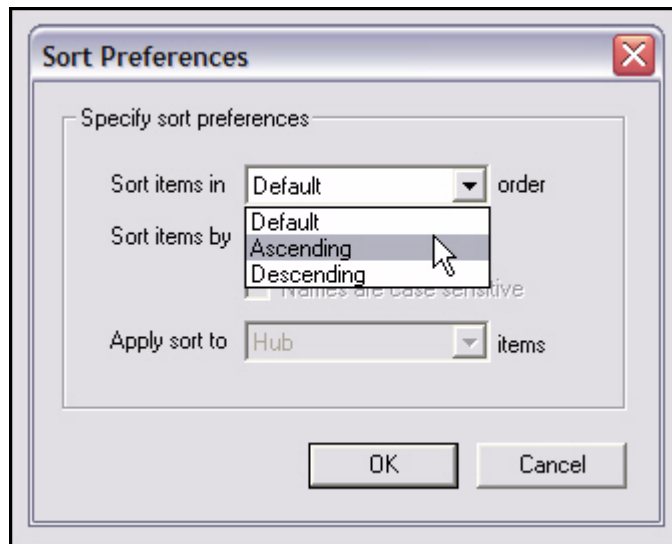 Sort Preferences
Specify sort preferences
Sort items in Default order
Default
Sort items by Ascending
Descending
Names are case sensitive
Apply sort to Hub items
OK Cancel